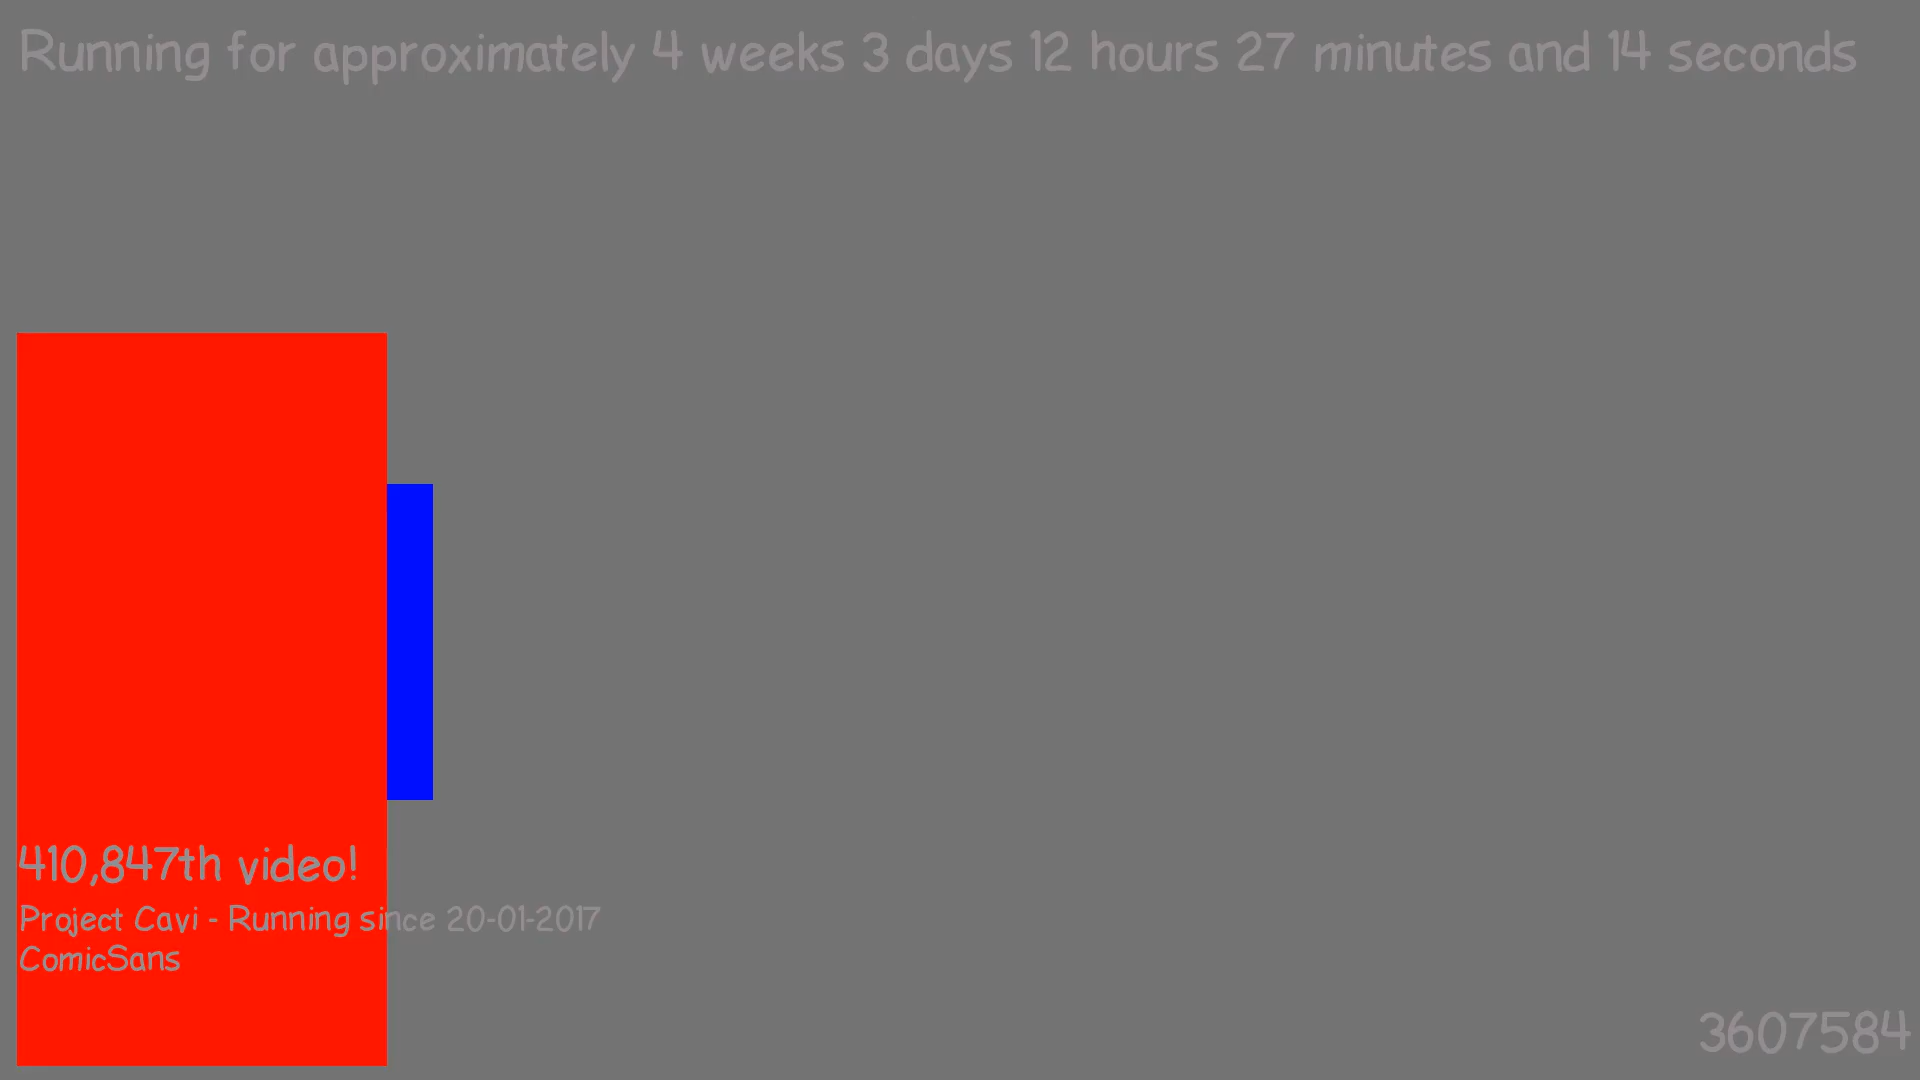 Running for approximately 4 weeks 3 days 12 hours 27 minutes and 14 seconds
410,847th video!
Project Cavi - Running since 20-01-2017
ComicSans
3607584